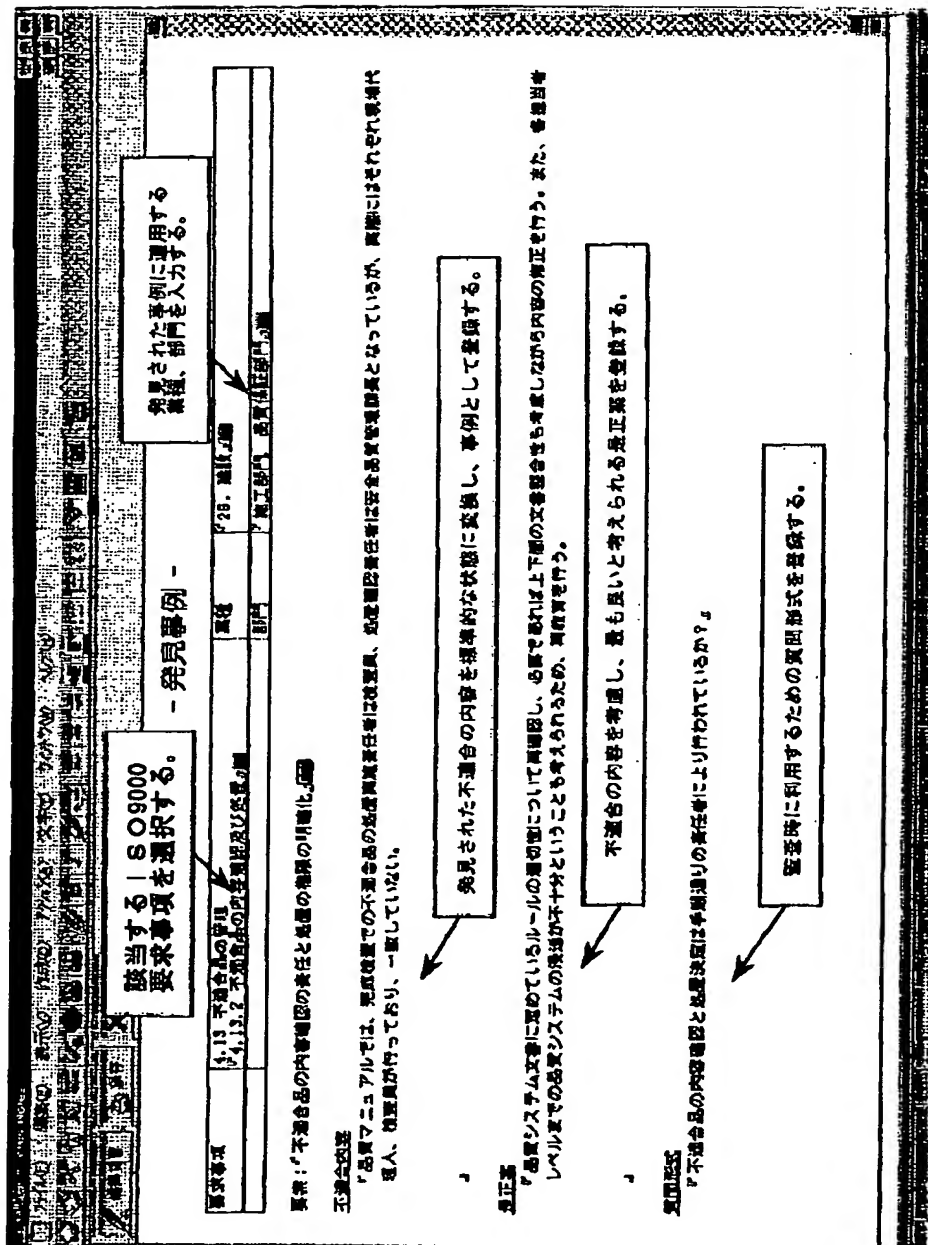 発見された事例に運用する
業種、部門を入力する。
該当するISO9000
要求事項を選択する。
- 発見事例 -
要求事項
4.13 不適合品の管理
『4.13.2 不適合品の内容確認及び処置』
業種
『28. 建設』
部門
『施工部門、品質保証部門』
要件:『不適合品の内容確認の責任と処置の権限の明確化』
不適合内容
『品質マニュアルでは、完成検査での不適合品の処置実施責任者は検査員、処置確認責任者は安全品質管理部長となっているが、実際にはそれぞれ現場代
理人、検査員が行っており、一致していない。
』
発見された不適合の内容を標準的な状態に変換し、事例として登録する。
是正案
『品質システム文書に定めているルールの適切性について再確認し、必要であれば上下層の文書整合性も考慮しながら内容の修正を行う。また、各担当者
レベルまでの品質システムの浸透が不十分ということも考えられるため、再教育を行う。
』
不適合の内容を考慮し、最も良いと考えられる是正案を登録する。
質問形式
『不適合品の内容確認と処置決定は手順通りの責任者により行われているか?』
監査時に利用するための質問形式を登録する。